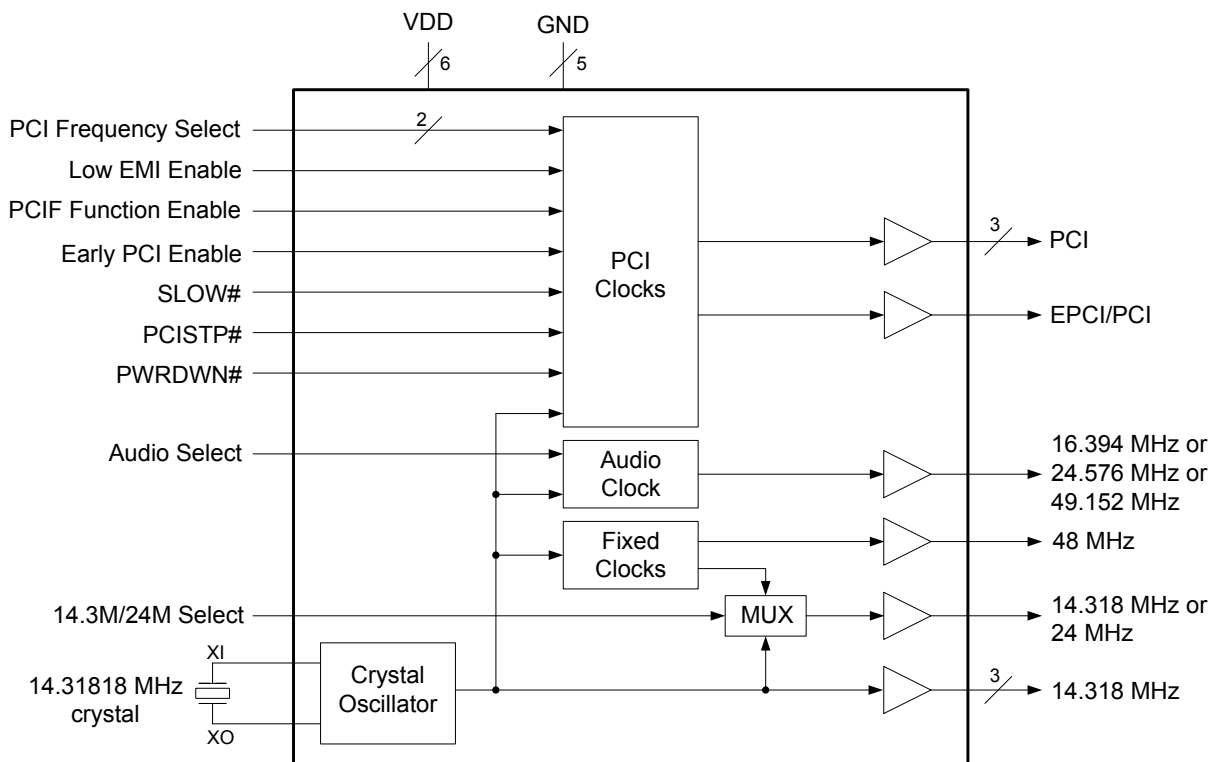 VDD
GND
6
5
PCI Frequency Select
2
Low EMI Enable
PCIF Function Enable
Early PCI Enable
SLOW#
PCISTP#
PWRDWN#
PCI
Clocks
3
PCI
EPCI/PCI
Audio Select
Audio
Clock
16.394 MHz or
24.576 MHz or
49.152 MHz
Fixed
Clocks
48 MHz
14.3M/24M Select
MUX
14.318 MHz or
24 MHz
XI
14.31818 MHz
crystal
XO
Crystal
Oscillator
3
14.318 MHz